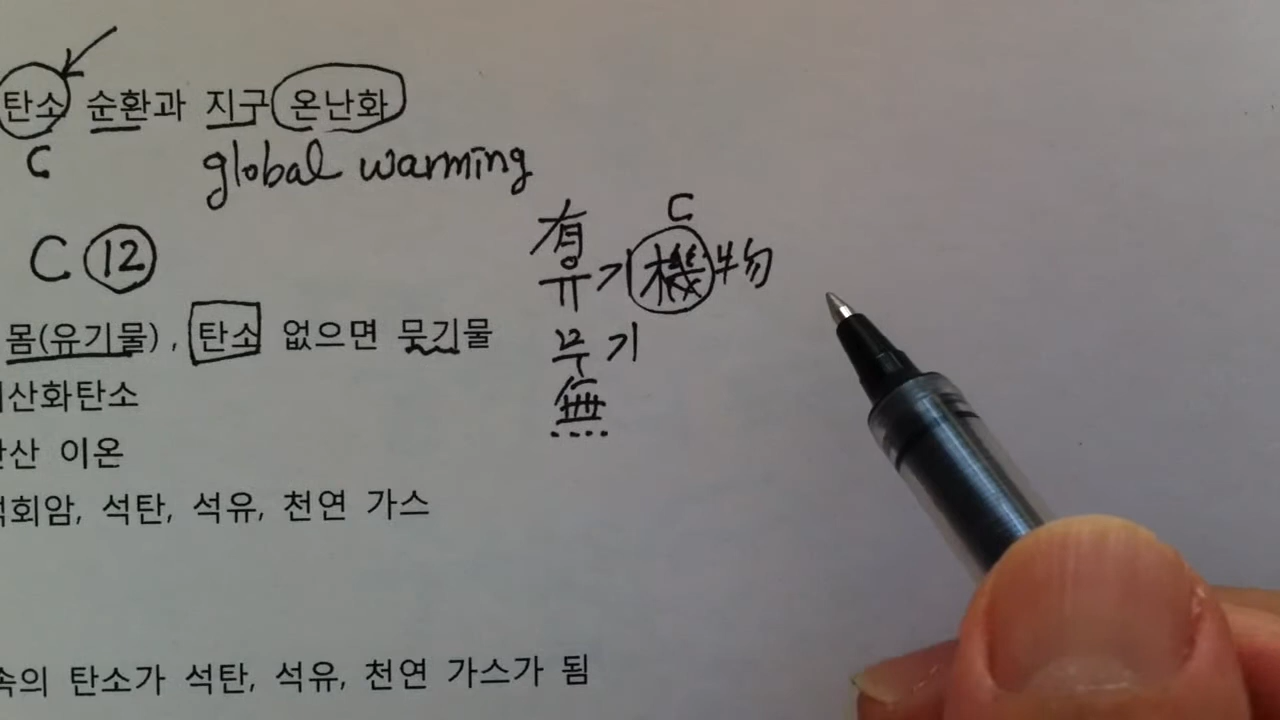 탄소 순환과 지구 온난화
C global warming
C 12
有 C
유기機物
몸(유기물), 탄소 없으면 무기물
무기
無
산화탄소
산 이온
회암, 석탄, 석유, 천연 가스
속의 탄소가 석탄, 석유, 천연 가스가 됨